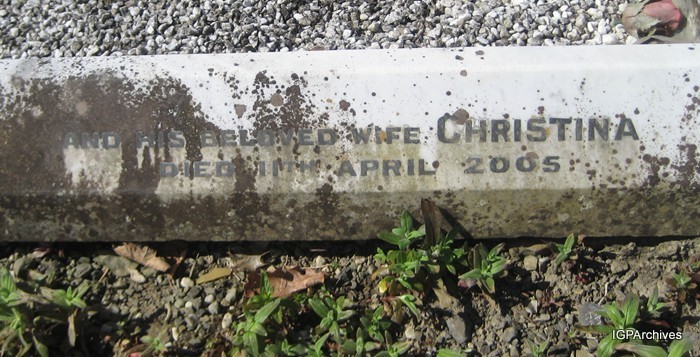 AND HIS BELOVED WIFE CHRISTINA
DIED 11TH APRIL 2005
IGPArchives